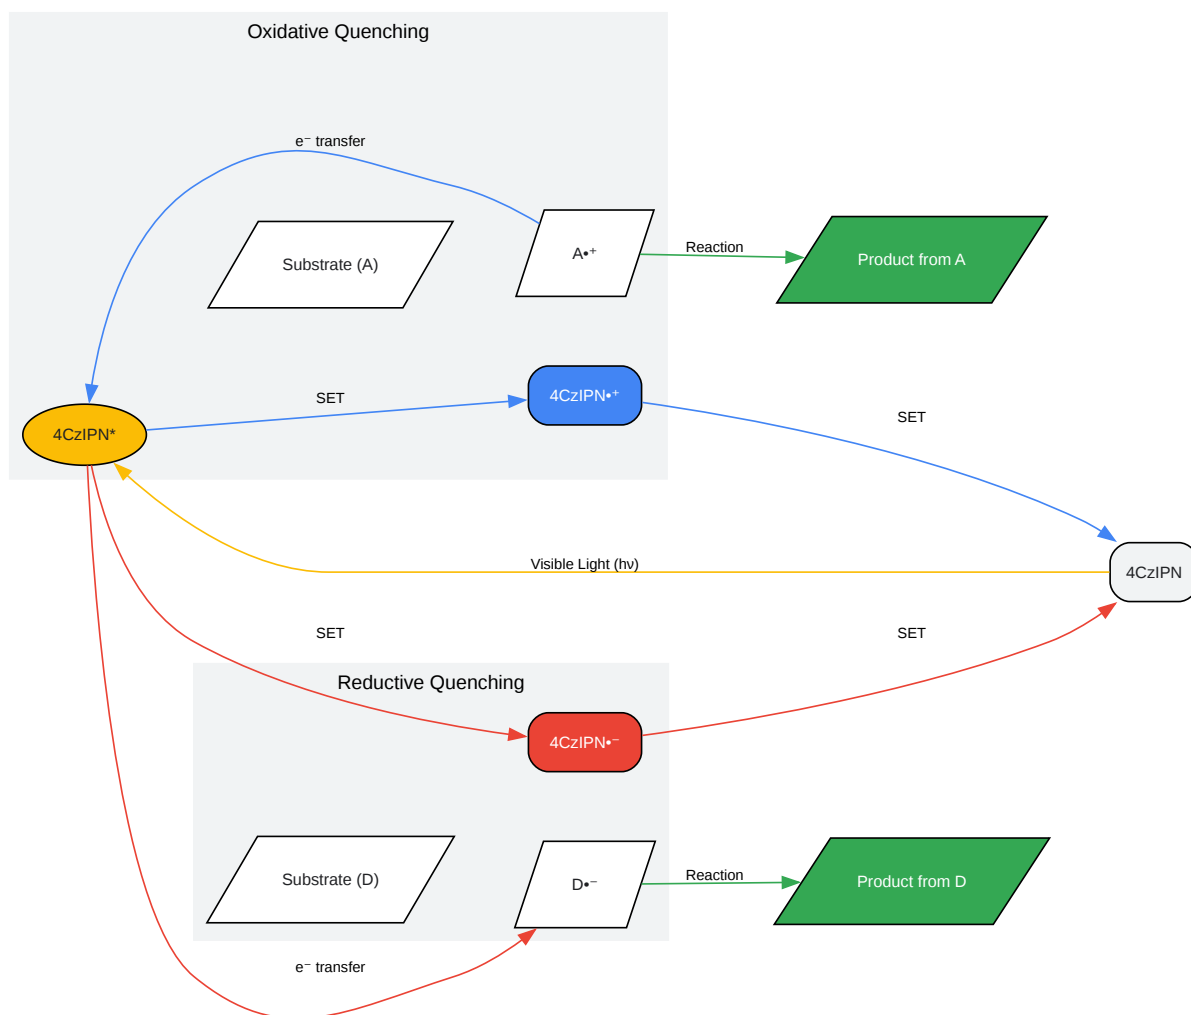 Oxidative Quenching
e⁻ transfer
Substrate (A)
A•⁺
Reaction
Product from A
SET
4CzIPN•⁺
SET
4CzIPN*
Visible Light (hν)
4CzIPN
SET
SET
Reductive Quenching
4CzIPN•⁻
Substrate (D)
D•⁻
Reaction
Product from D
e⁻ transfer